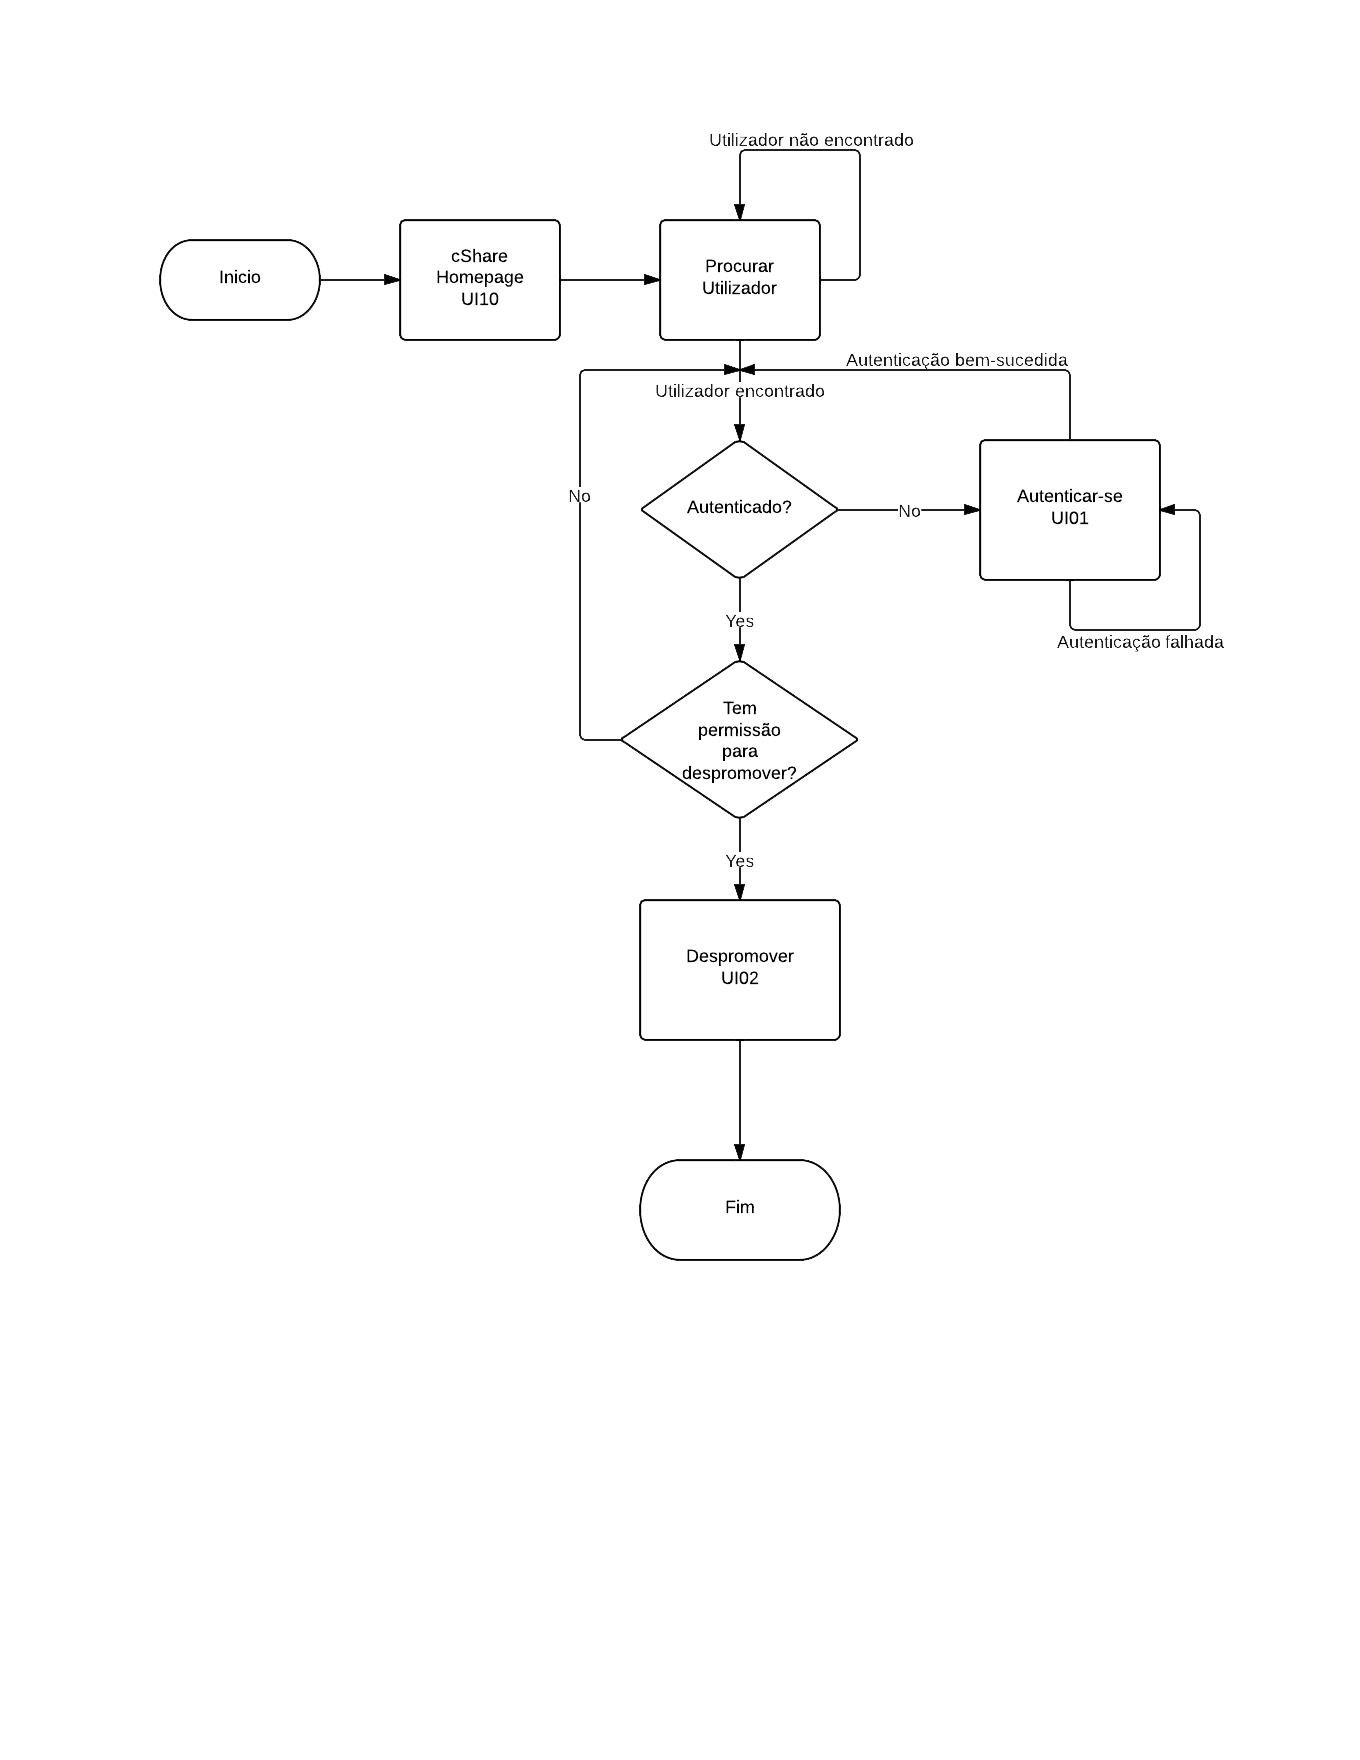 Utilizador não encontrado
Inicio
cShare
Homepage
UI10
Procurar
Utilizador
Autenticação bem-sucedida
Utilizador encontrado
No
Autenticado?
No
Autenticar-se
UI01
Yes
Autenticação falhada
Tem
permissão
para
despromover?
Yes
Despromover
UI02
Fim